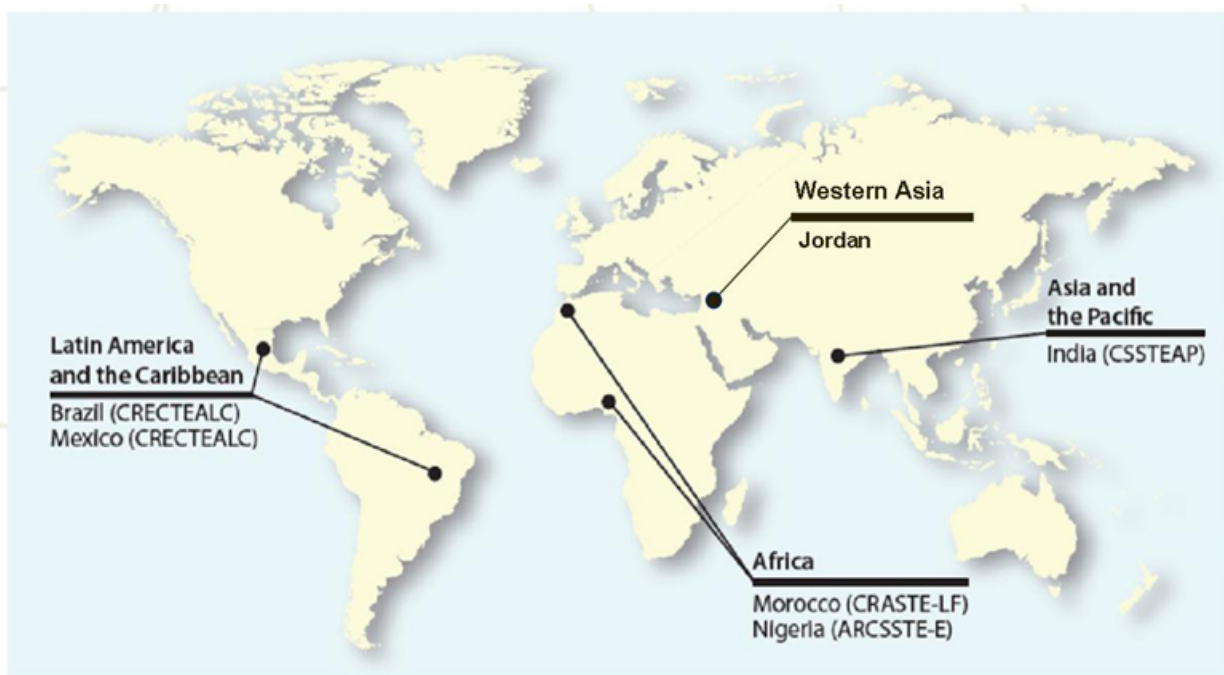 Western Asia
Jordan
Asia and
the Pacific
India (CSSTEAP)
Latin America
and the Caribbean
Brazil (CRECTEALC)
Mexico (CRECTEALC)
Africa
Morocco (CRASTE-LF)
Nigeria (ARCSSTE-E)